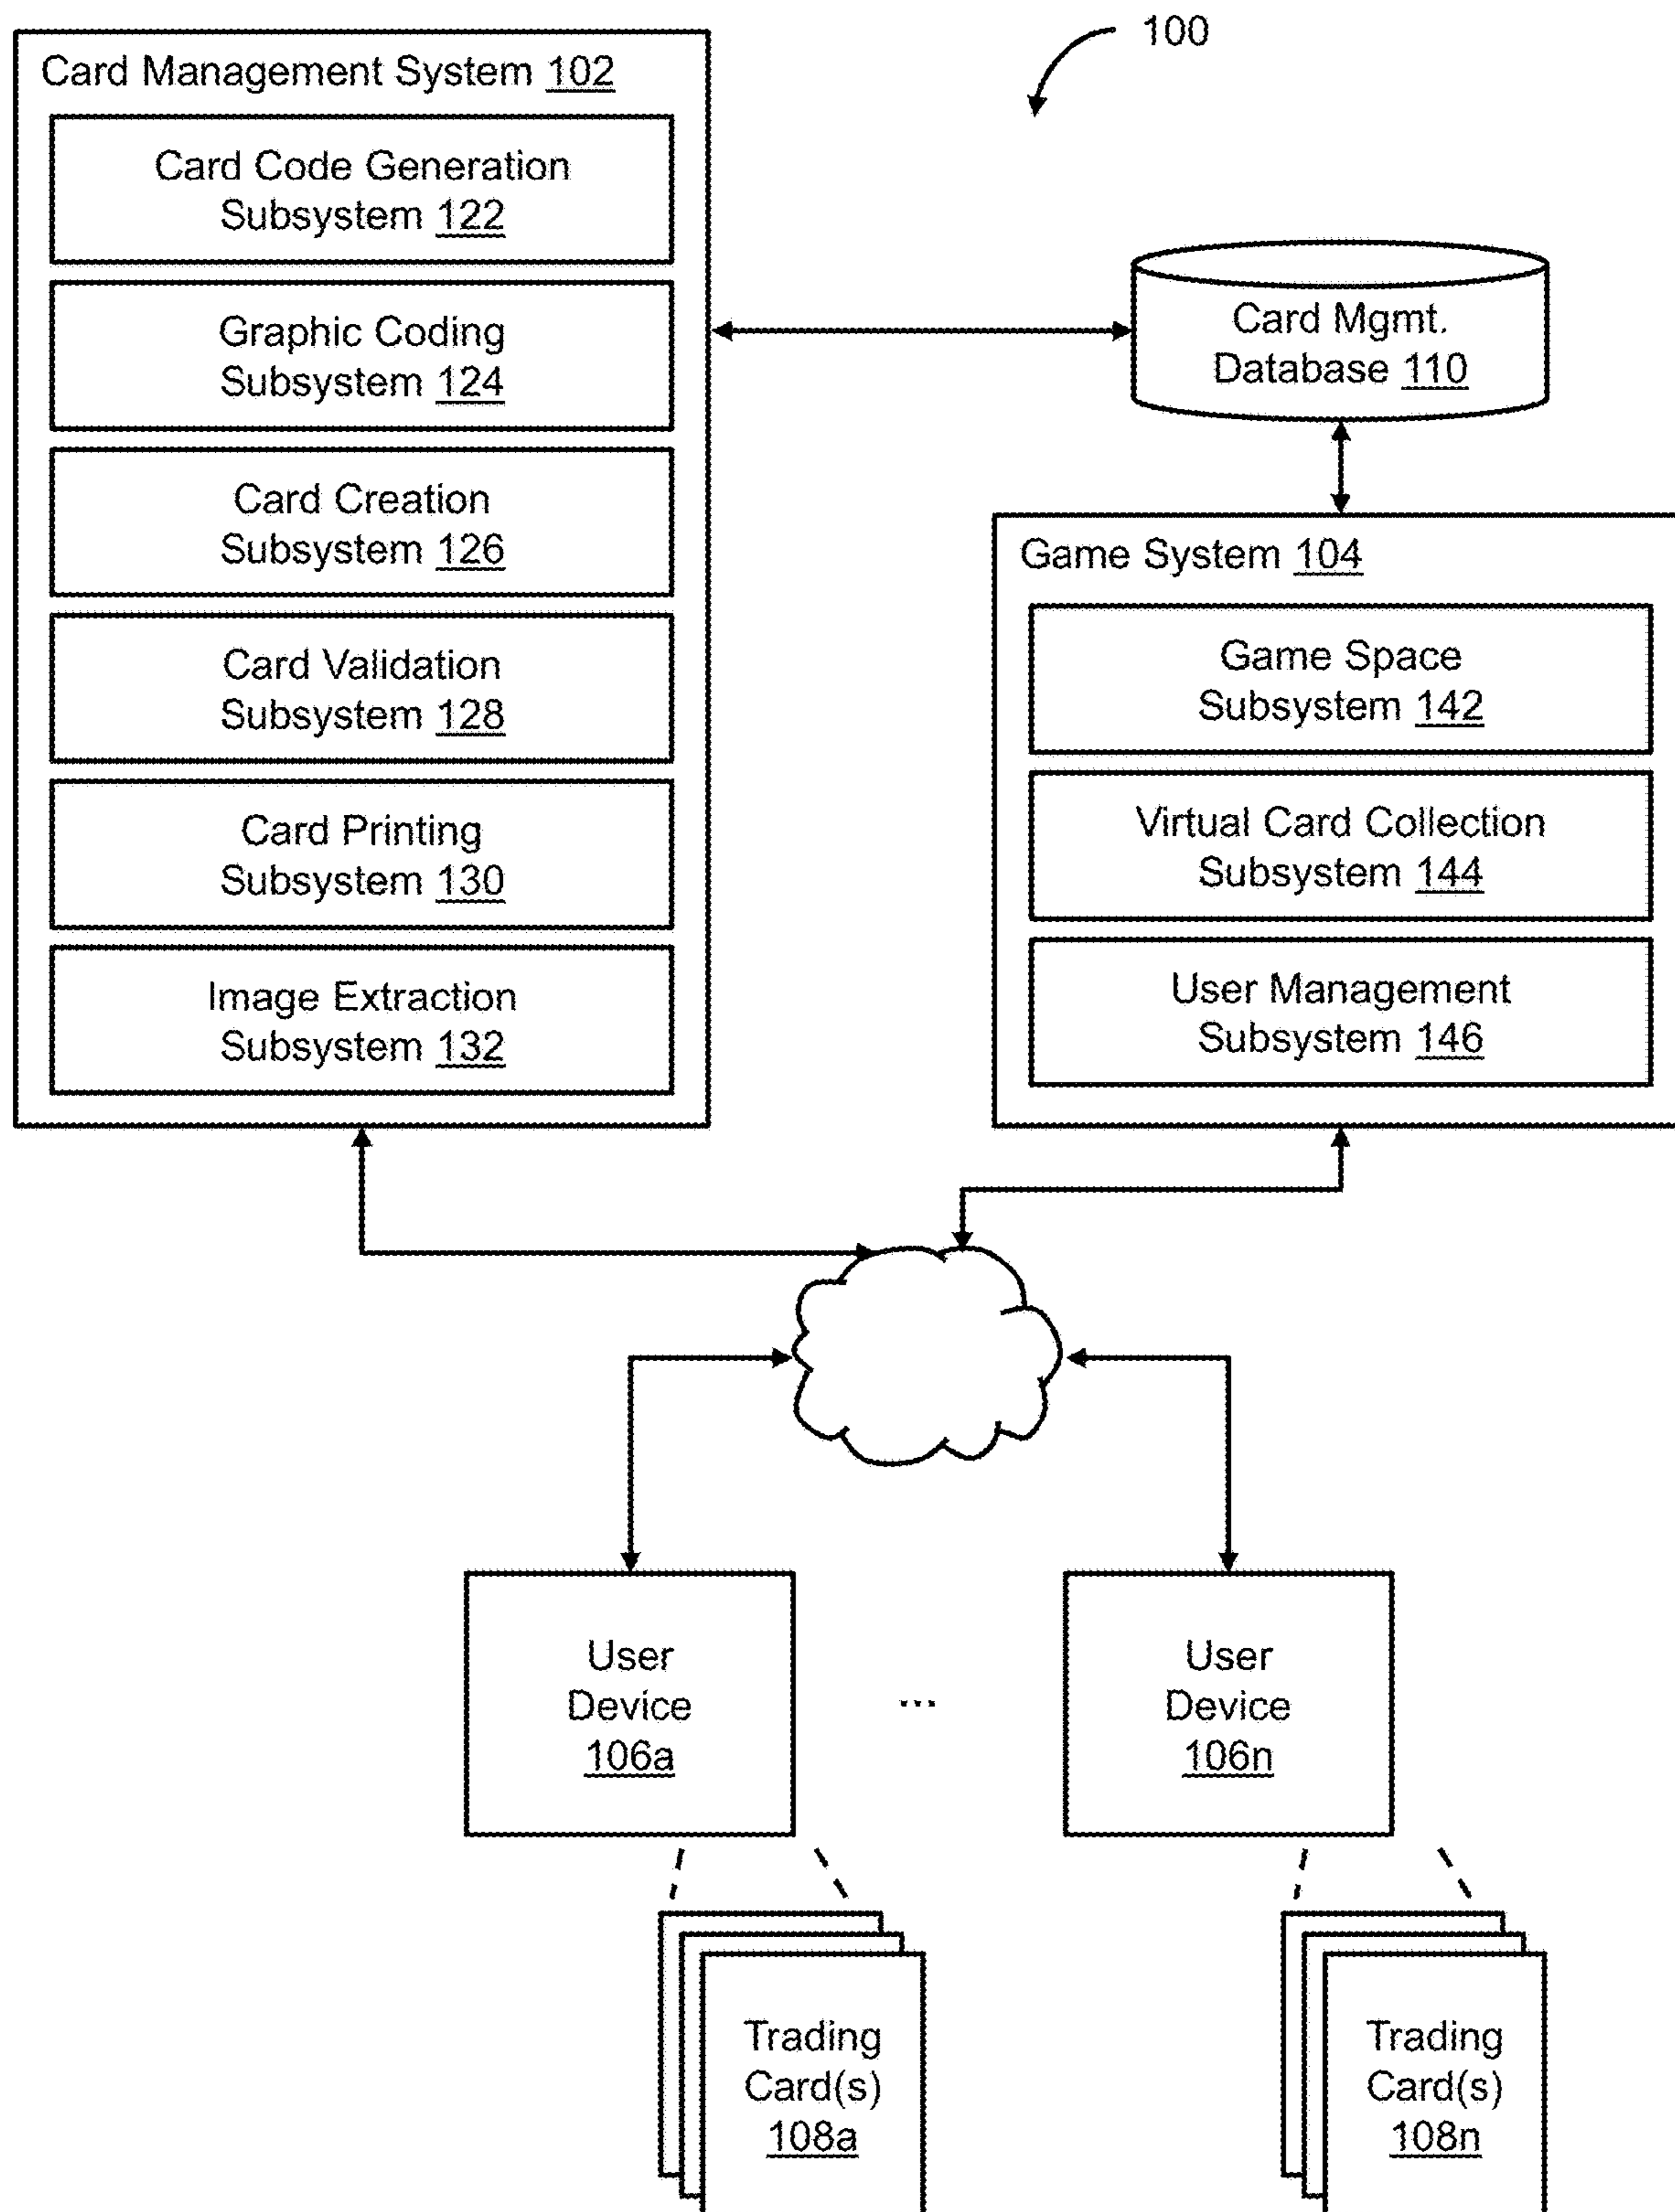 100
Card Management System 102
Card Code Generation
Subsystem 122
Graphic Coding
Subsystem 124
Card Creation
Subsystem 126
Card Validation
Subsystem 128
Card Printing
Subsystem 130
Image Extraction
Subsystem 132
Card Mgmt.
Database 110
Game System 104
Game Space
Subsystem 142
Virtual Card Collection
Subsystem 144
User Management
Subsystem 146
User
Device
106a
...
User
Device
106n
Trading
Card(s)
108a
Trading
Card(s)
108n